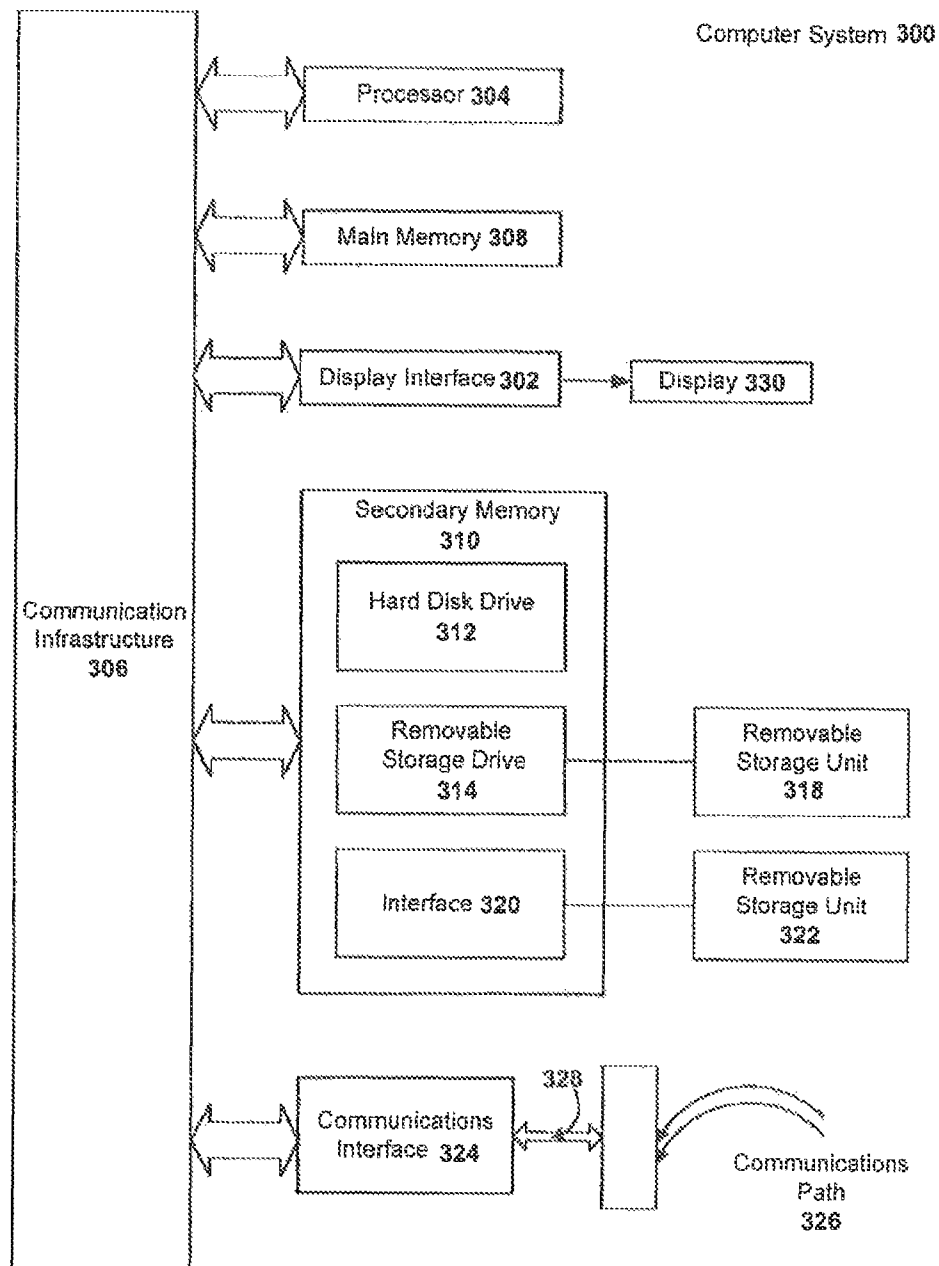 Computer System 300
Processor 304
Main Memory 308
Display Interface 302
Display 330
Secondary Memory
310
Hard Disk Drive
312
Communication
Infrastructure
306
Removable
Storage Drive
314
Removable
Storage Unit
318
Interface 320
Removable
Storage Unit
322
328
Communications
Interface 324
Communications
Path
326